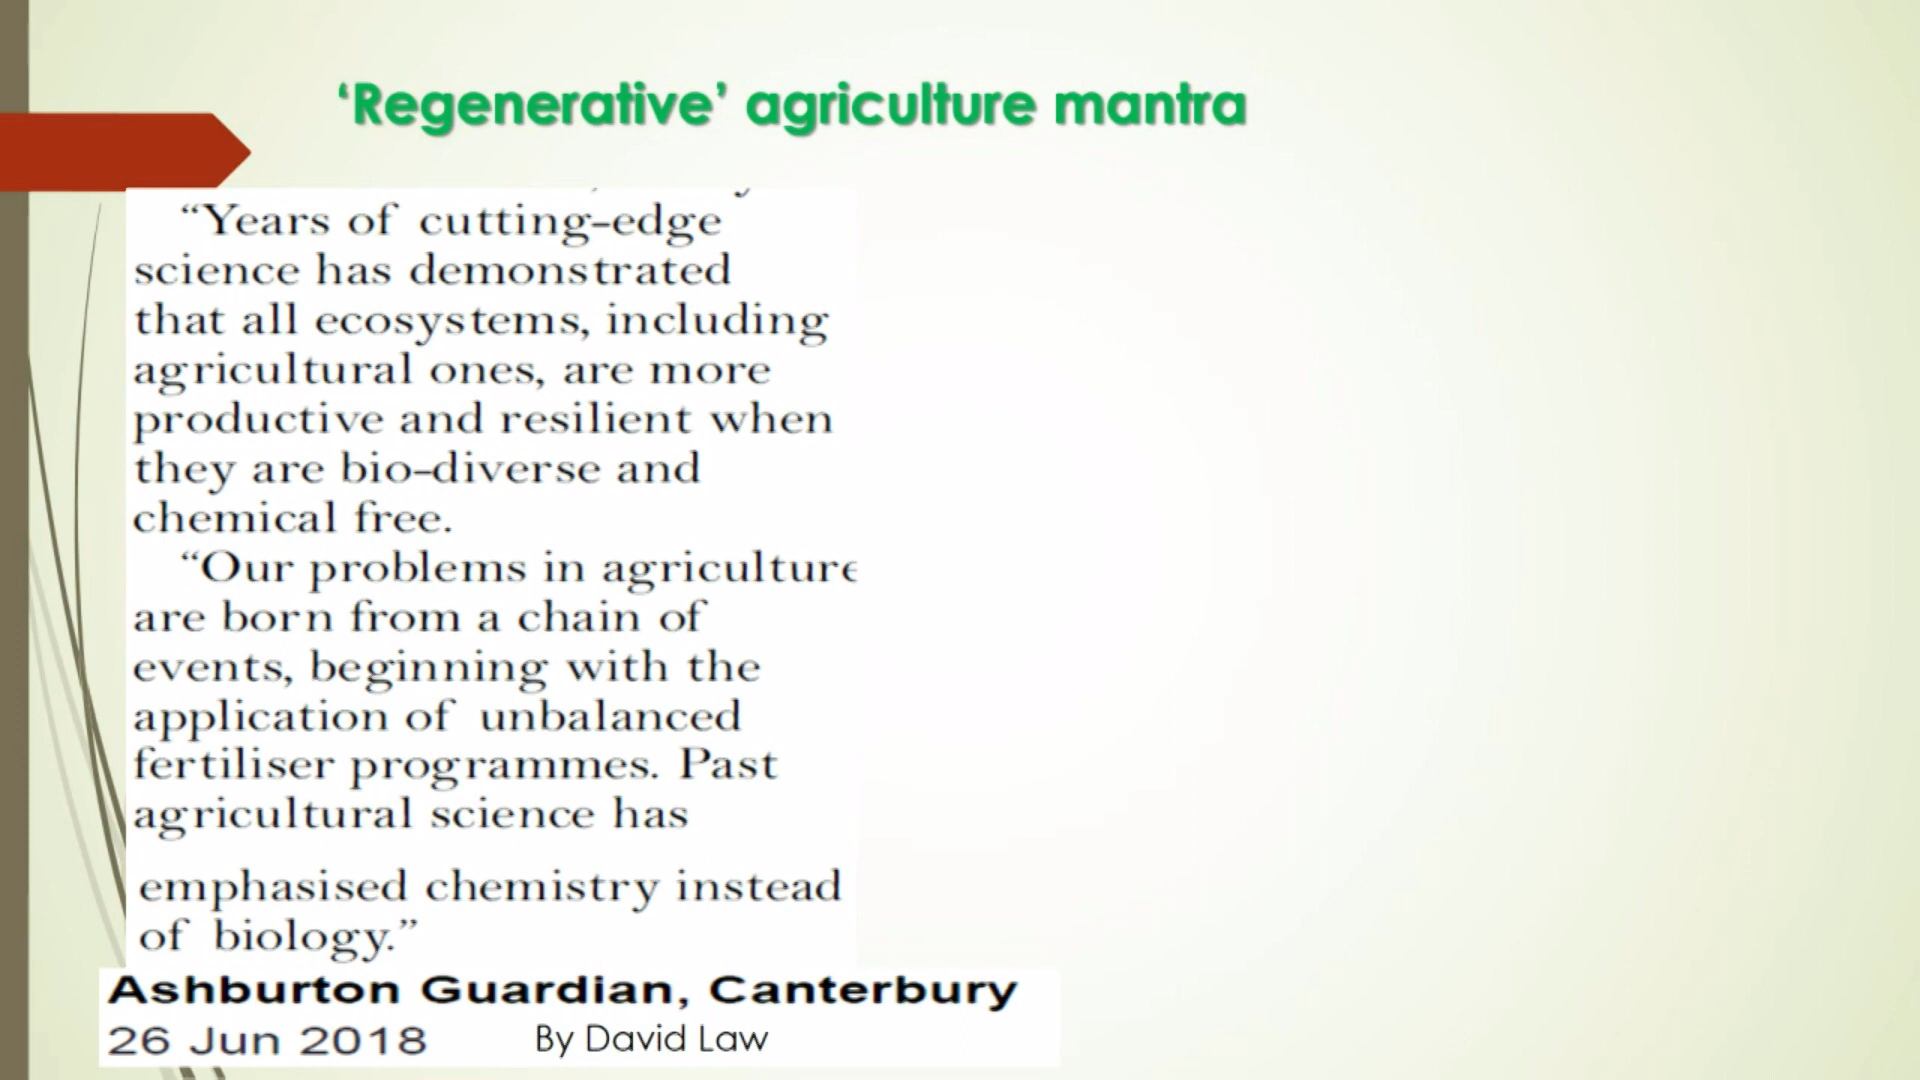 ‘Regenerative’ agriculture mantra
“Years of cutting-edge
science has demonstrated
that all ecosystems, including
agricultural ones, are more
productive and resilient when
they are bio-diverse and
chemical free.
“Our problems in agriculture
are born from a chain of
events, beginning with the
application of unbalanced
fertiliser programmes. Past
agricultural science has
emphasised chemistry instead
of biology.”
Ashburton Guardian, Canterbury
26 Jun 2018 By David Law